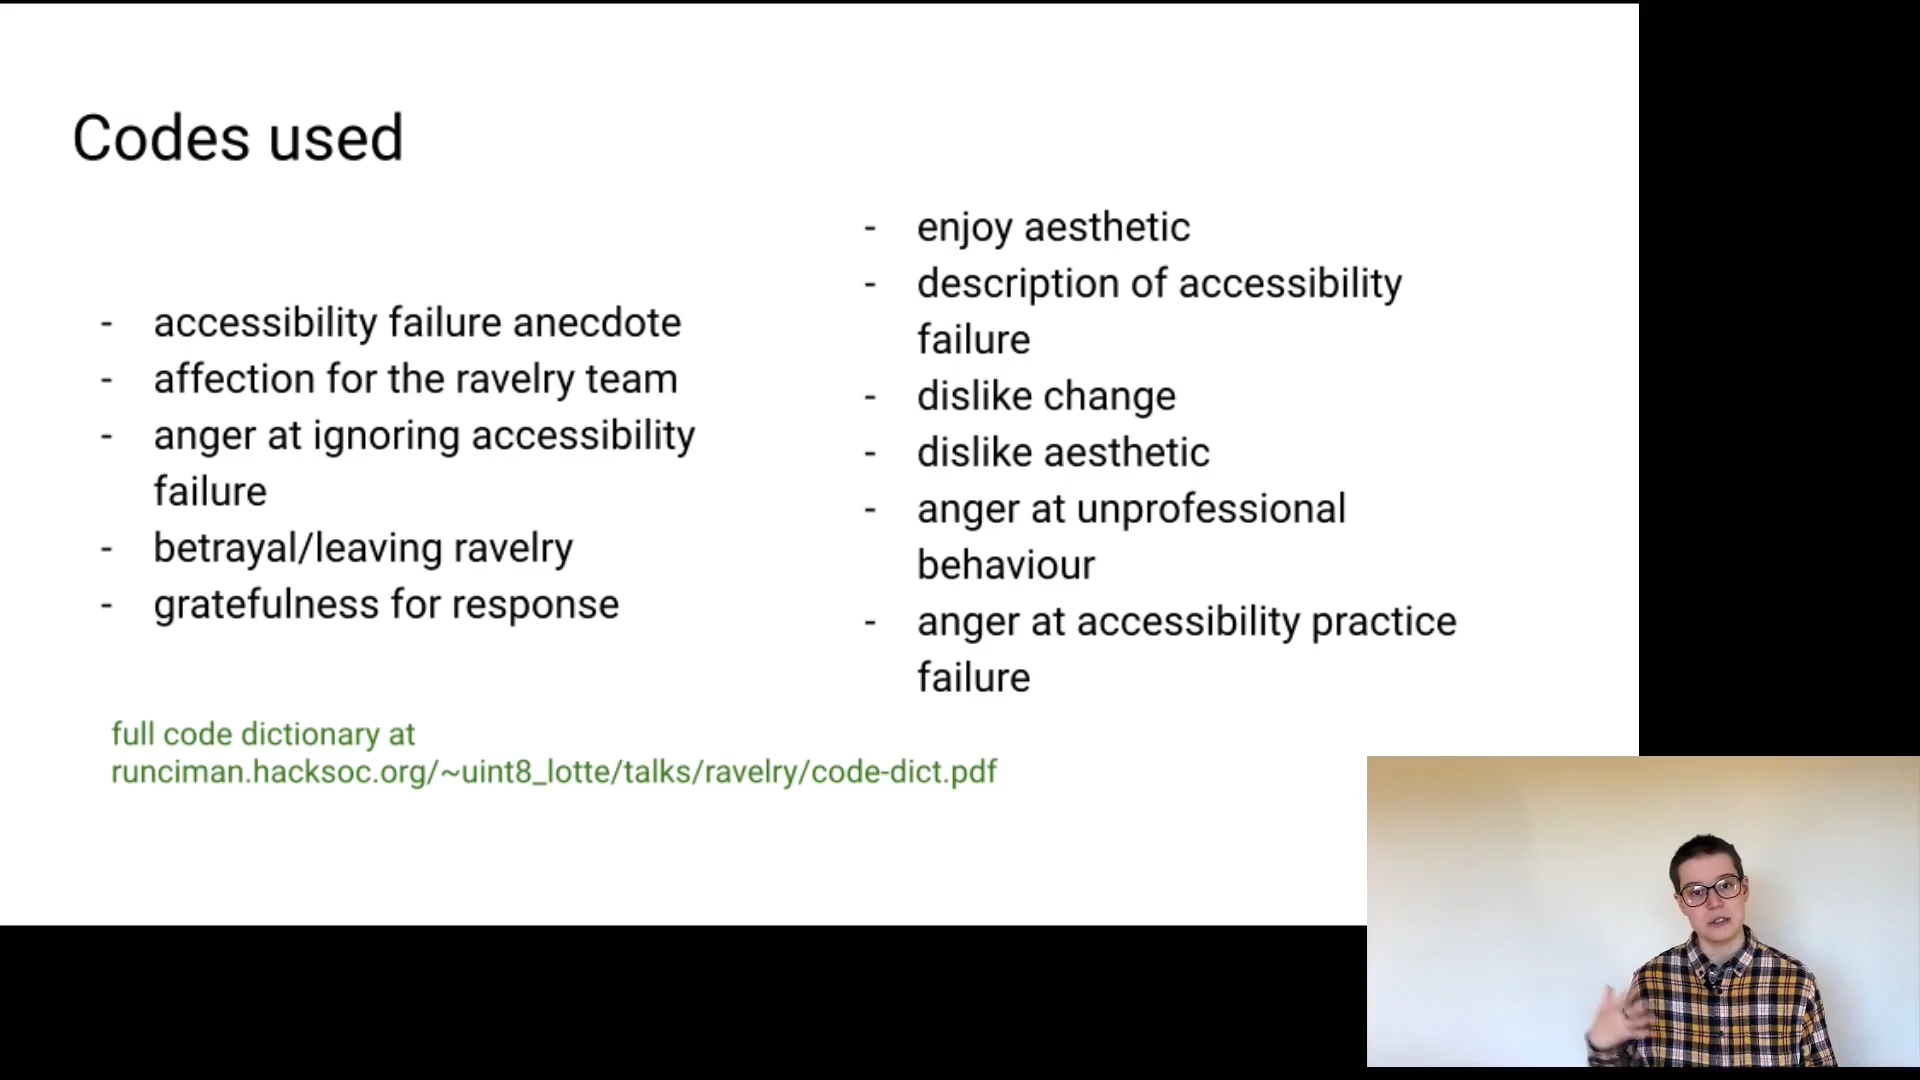 Codes used
- accessibility failure anecdote
- affection for the ravelry team
- anger at ignoring accessibility
failure
- betrayal/leaving ravelry
- gratefulness for response
- enjoy aesthetic
- description of accessibility
failure
- dislike change
- dislike aesthetic
- anger at unprofessional
behaviour
- anger at accessibility practice
failure
full code dictionary at
runciman.hacksoc.org/~uint8_lotte/talks/ravelry/code-dict.pdf